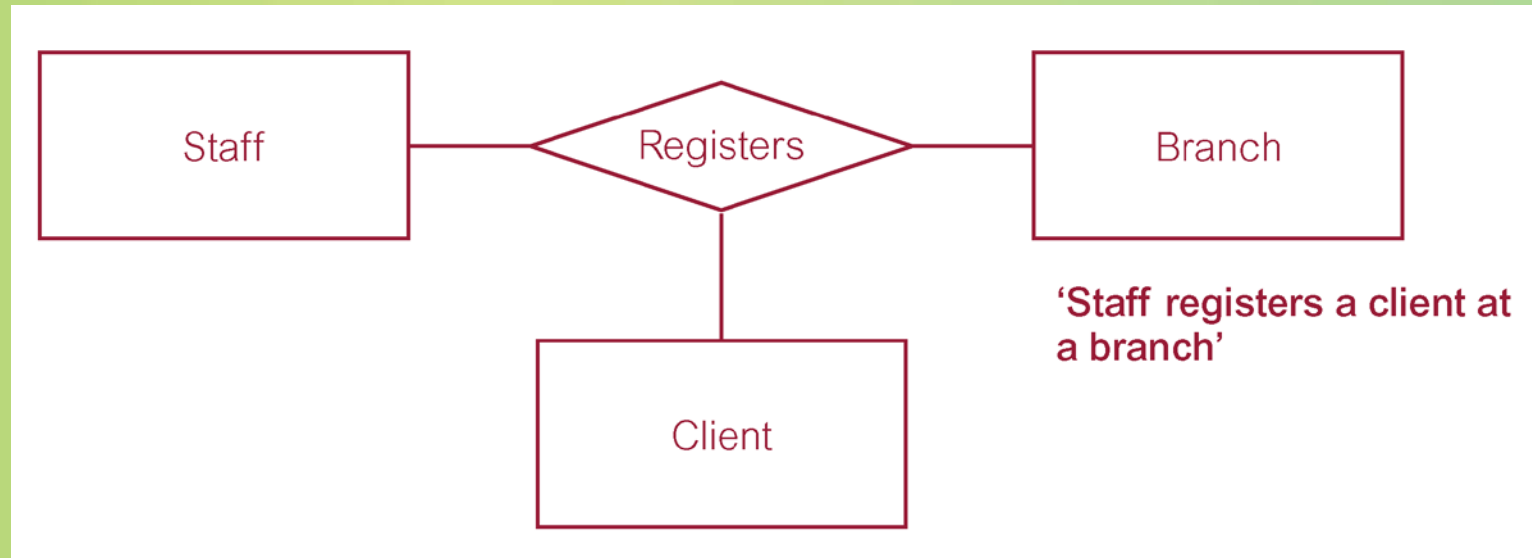 Staff
Registers
Branch
‘Staff registers a client at
a branch’
Client